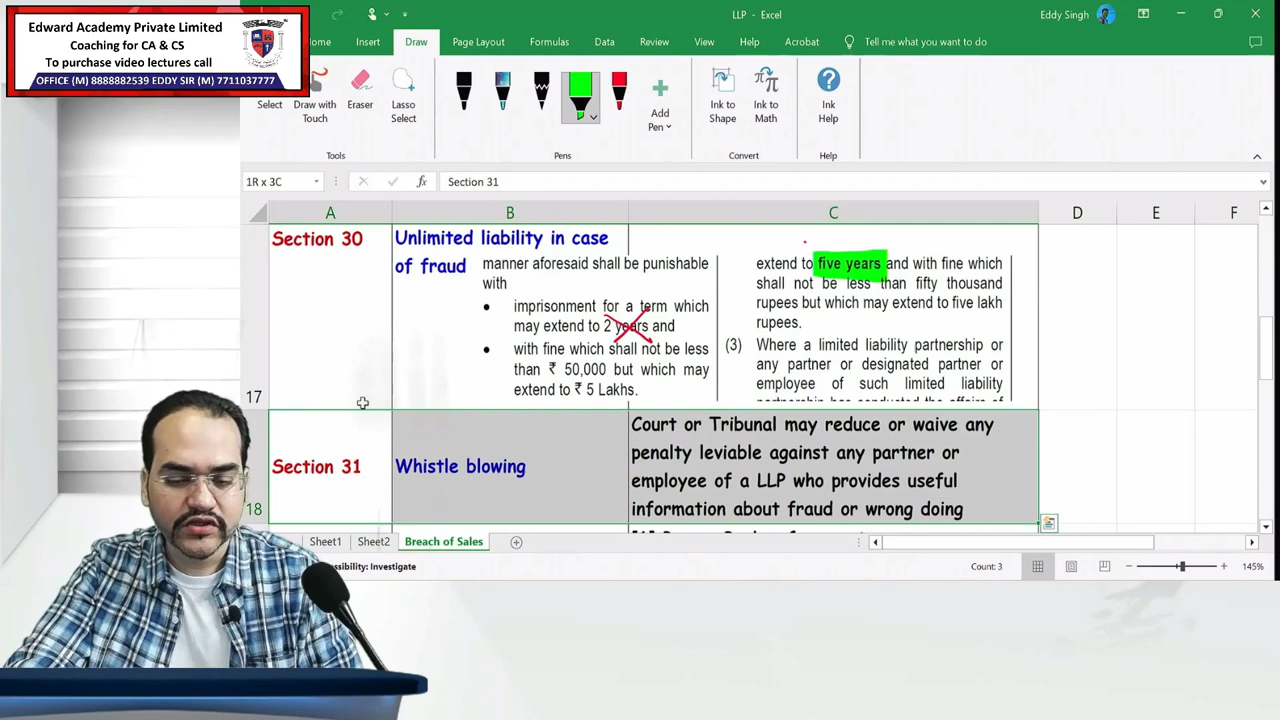 Edward Academy Private Limited
Coaching for CA & CS
To purchase video lectures call
OFFICE (M) 8888882539 EDDY SIR (M) 7711037777
LLP - Excel
Eddy Singh
Home Insert Draw Page Layout Formulas Data Review View Help Acrobat Tell me what you want to do
Select
Draw with Touch
Eraser
Lasso Select
Add Pen
Ink to Shape
Ink to Math
Ink Help
Tools Pens Convert Help
1R x 3C fx Section 31
A B C D E F
Section 30
Unlimited liability in case
of fraud
manner aforesaid shall be punishable
with
• imprisonment for a term which
may extend to 2 years and
• with fine which shall not be less
than ₹ 50,000 but which may
extend to ₹ 5 Lakhs.
extend to five years and with fine which
shall not be less than fifty thousand
rupees but which may extend to five lakh
rupees.
(3) Where a limited liability partnership or
any partner or designated partner or
employee of such limited liability
partnership has conducted the affairs of
17
Section 31
Whistle blowing
Court or Tribunal may reduce or waive any
penalty leviable against any partner or
employee of a LLP who provides useful
information about fraud or wrong doing
18
Sheet1 Sheet2 Breach of Sales
Investigate
Count: 3
145%